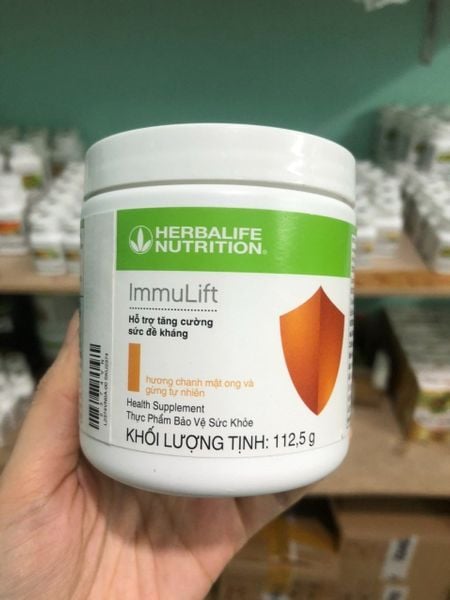 HERBALIFE
NUTRITION®
ImmuLift
Hỗ trợ tăng cường
sức đề kháng
hương chanh mật ong và
gừng tự nhiên
Health Supplement
Thực Phẩm Bảo Vệ Sức Khỏe
KHỐI LƯỢNG TỊNH: 112,5 g